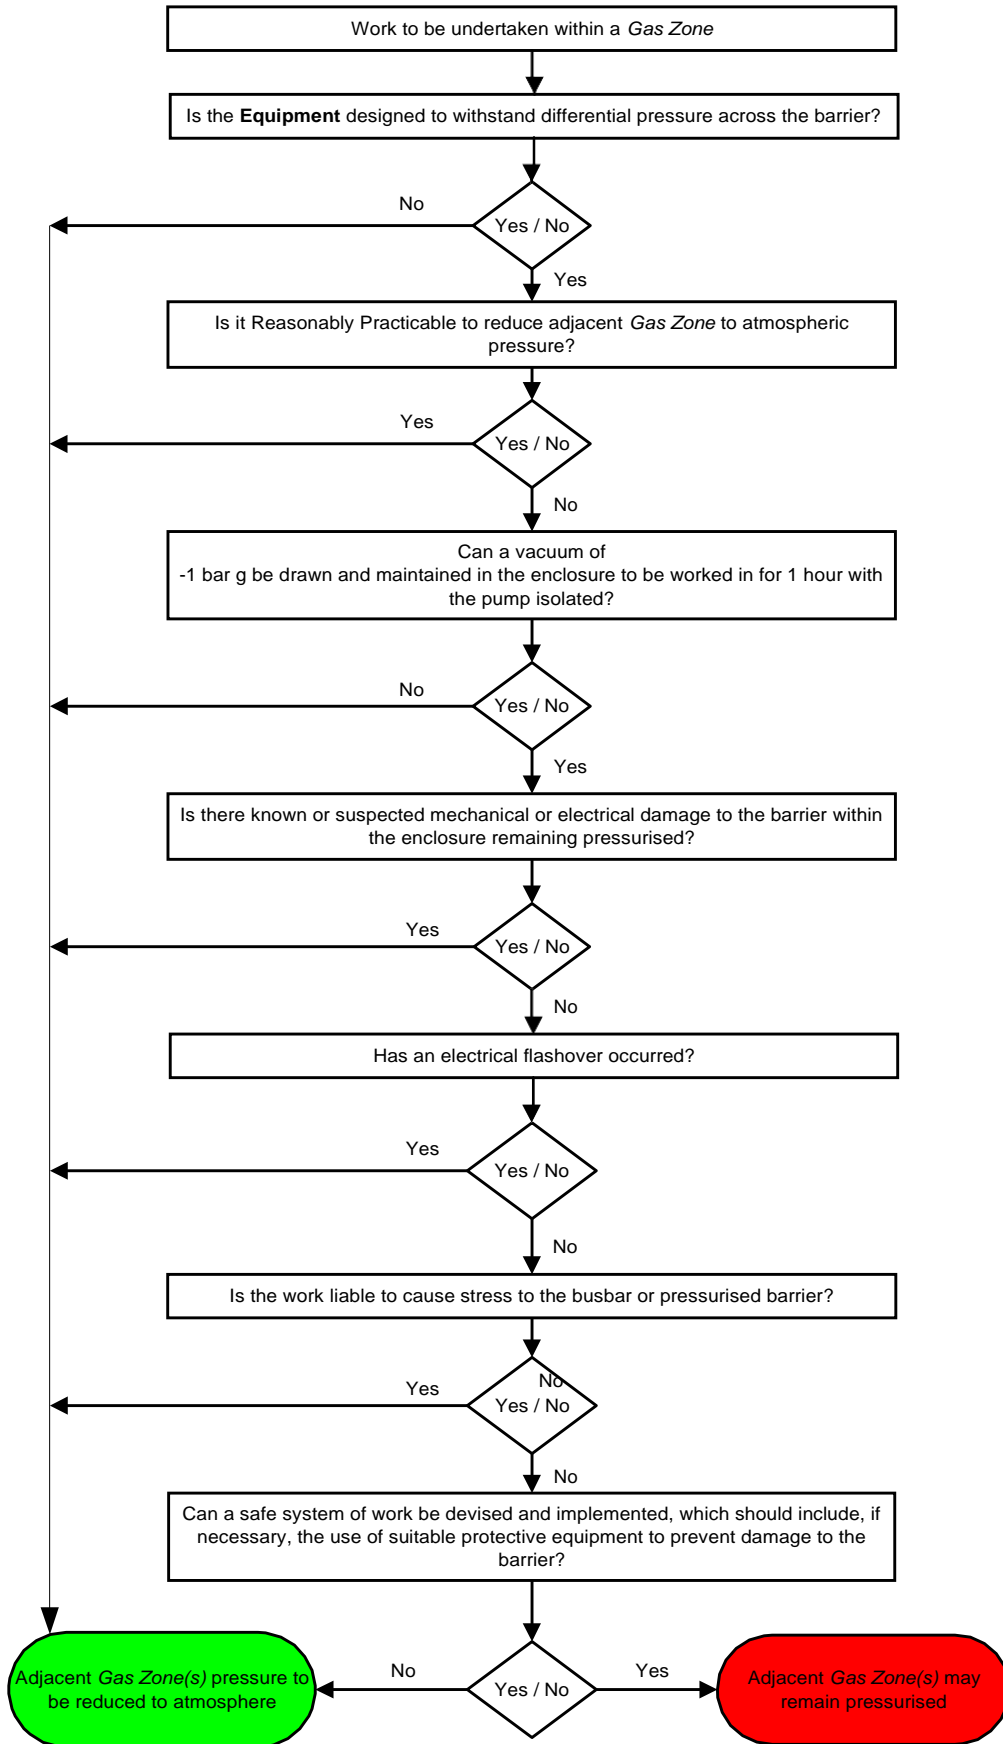 Work to be undertaken within a Gas Zone
Is the Equipment designed to withstand differential pressure across the barrier?
No
Yes / No
Yes
Is it Reasonably Practicable to reduce adjacent Gas Zone to atmospheric
pressure?
Yes
Yes / No
No
Can a vacuum of
-1 bar g be drawn and maintained in the enclosure to be worked in for 1 hour with
the pump isolated?
No
Yes / No
Yes
Is there known or suspected mechanical or electrical damage to the barrier within
the enclosure remaining pressurised?
Yes
Yes / No
No
Has an electrical flashover occurred?
Yes
Yes / No
No
Is the work liable to cause stress to the busbar or pressurised barrier?
Yes
No
Yes / No
No
Can a safe system of work be devised and implemented, which should include, if
necessary, the use of suitable protective equipment to prevent damage to the
barrier?
No
Yes / No
Yes
Adjacent Gas Zone(s) pressure to
be reduced to atmosphere
Adjacent Gas Zone(s) may
remain pressurised